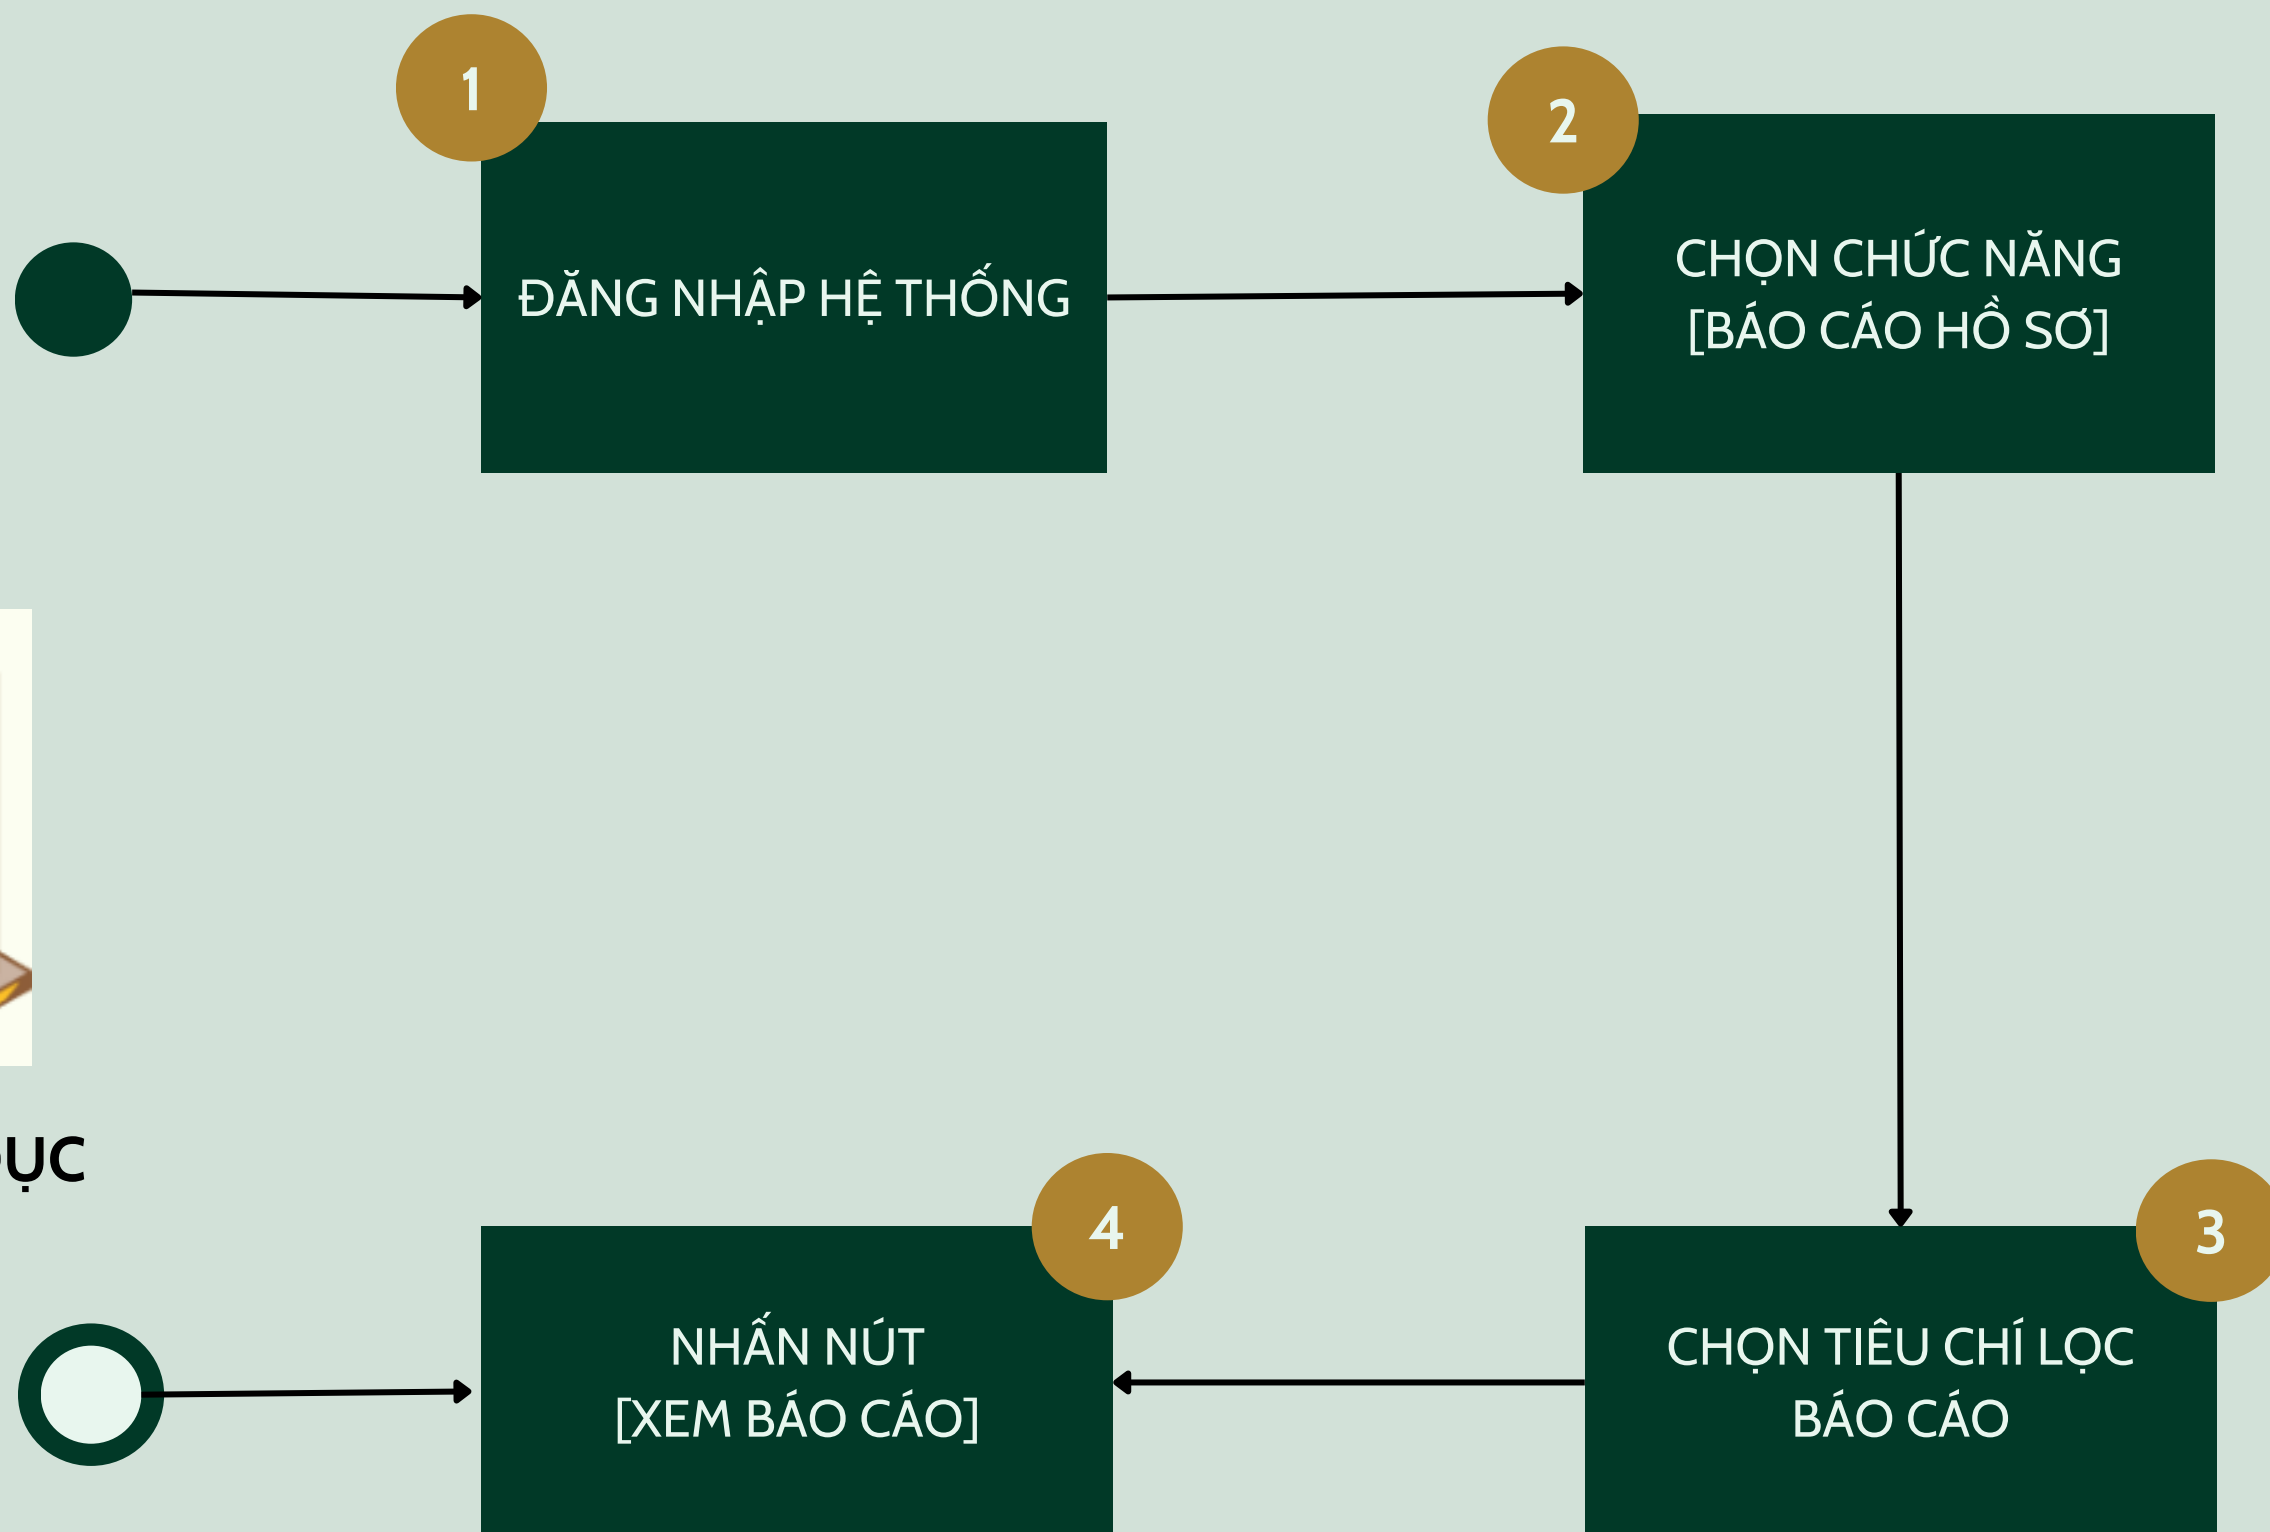 1
ĐĂNG NHẬP HỆ THỐNG
2
CHỌN CHỨC NĂNG
[BÁO CÁO HỒ SƠ]
3
CHỌN TIÊU CHÍ LỌC
BÁO CÁO
4
NHẤN NÚT
[XEM BÁO CÁO]